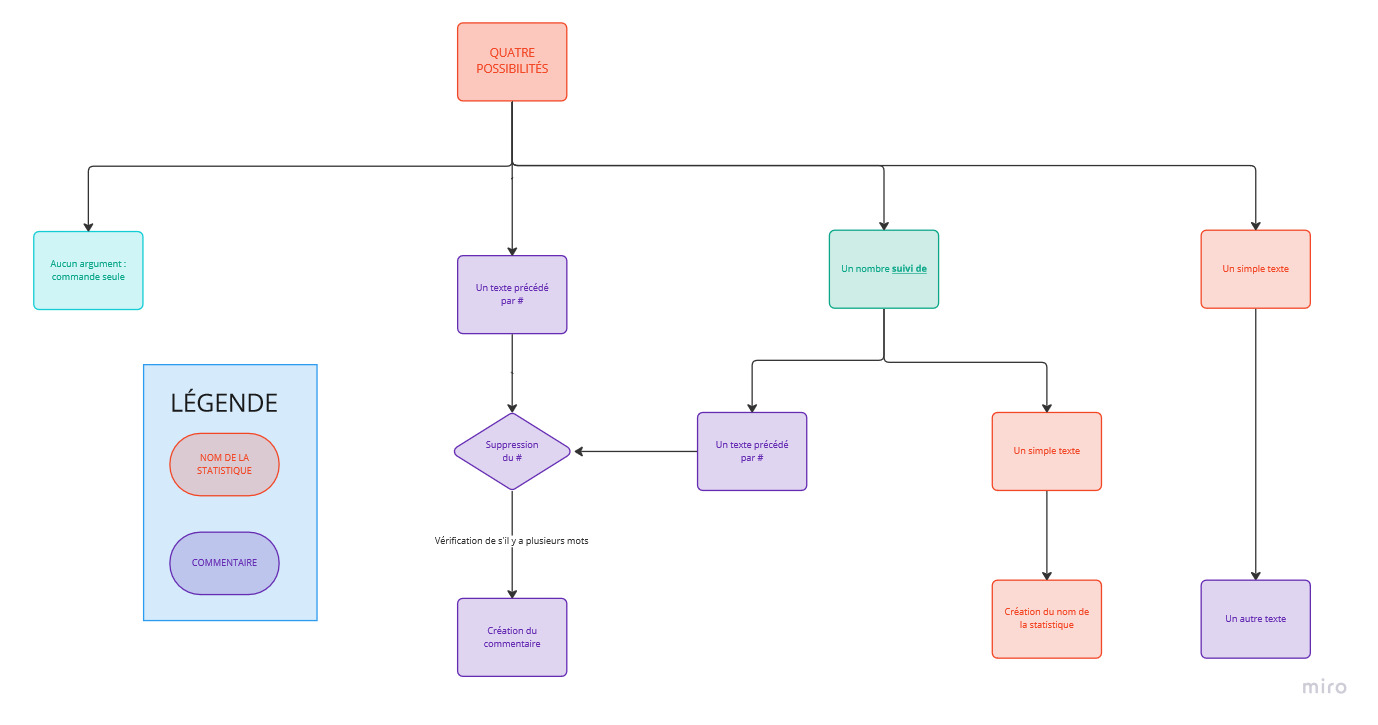 QUATRE
POSSIBILITÉS
Aucun argument :
commande seule
Un texte précédé
par #
Un nombre suivi de
Un simple texte
LÉGENDE
NOM DE LA
STATISTIQUE
COMMENTAIRE
Suppression
du #
Un texte précédé
par #
Un simple texte
Vérification de s'il y a plusieurs mots
Création du
commentaire
Création du nom de
la statistique
Un autre texte
miro